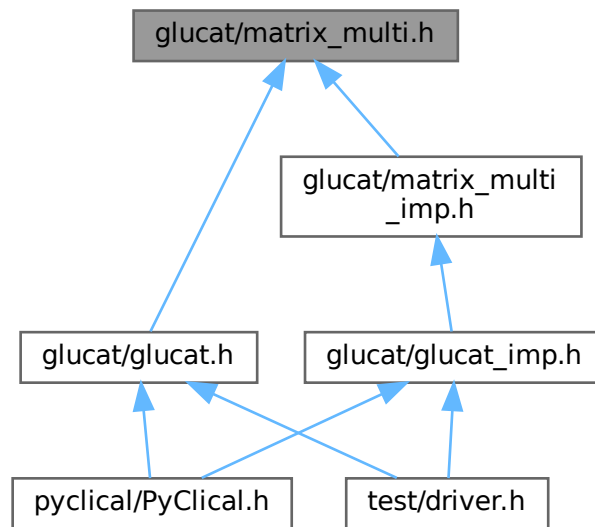 glucat/matrix_multi.h
glucat/matrix_multi
_imp.h
glucat/glucat.h
glucat/glucat_imp.h
pyclical/PyClical.h
test/driver.h